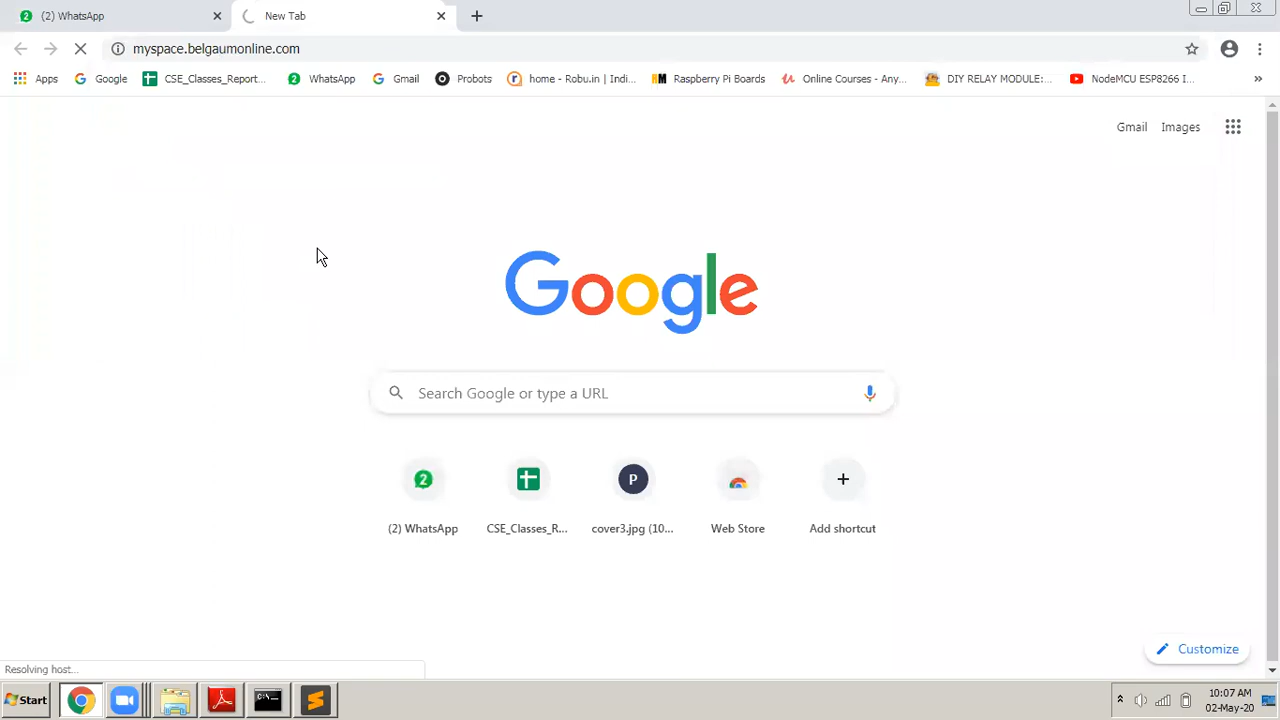 2 (2) WhatsApp New Tab
myspace.belgaumonline.com
Apps Google CSE_Classes_Report... 2 WhatsApp Gmail Probots home - Robu.in | Indi... Raspberry Pi Boards Online Courses - Any... DIY RELAY MODULE:... NodeMCU ESP8266 I... »
Gmail Images
Google
Search Google or type a URL
2 P
(2) WhatsApp CSE_Classes_R... cover3.jpg (10... Web Store Add shortcut
Customize
Resolving host...
Start 10:07 AM
02-May-20